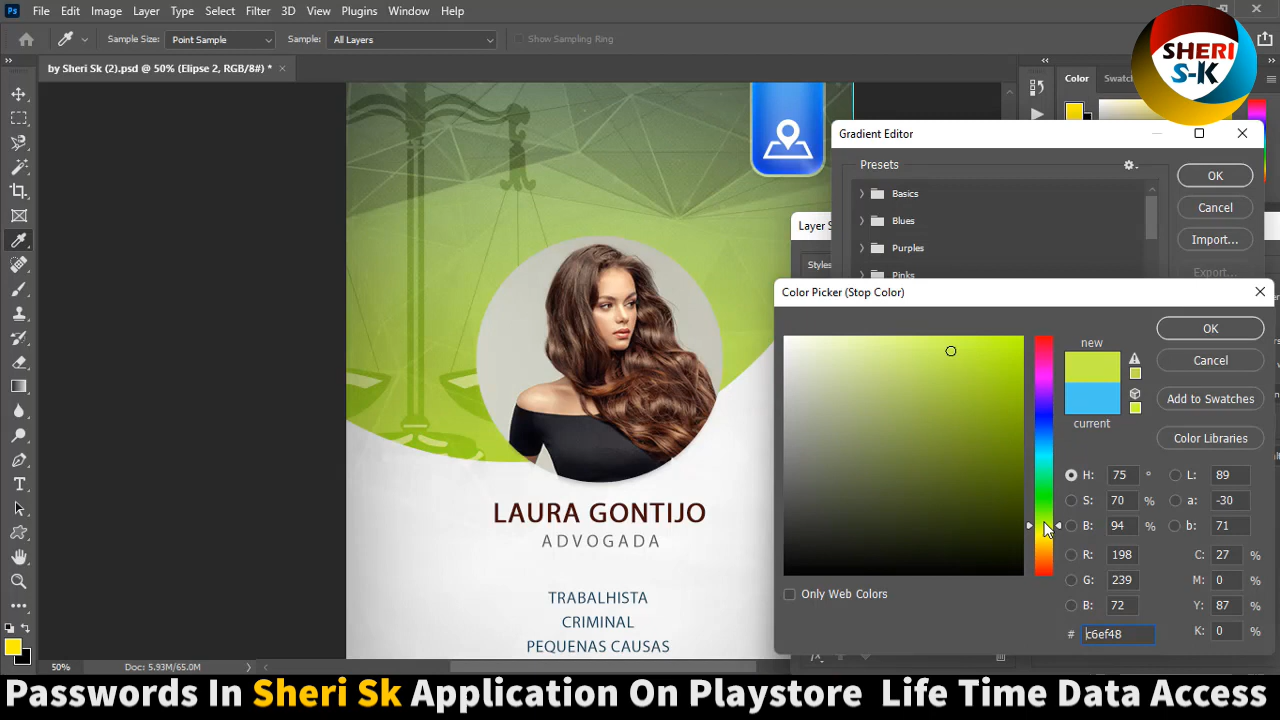 Ps File Edit Image Layer Type Select Filter 3D View Plugins Window Help
Sample Size: Point Sample Sample: All Layers Show Sampling Ring
SHERI
S-K
by Sheri Sk (2).psd @ 50% (Elipse 2, RGB/8#) *
Color
Gradient Editor
Presets
OK
Basics
Cancel
Blues
Layer S
Import...
Purples
Styles
Export...
Pinks
Color Picker (Stop Color)
OK
new
Cancel
Add to Swatches
current
Color Libraries
H: 75 °
L: 89
S: 70 %
a: -30
B: 94 %
b: 71
R: 198
C: 27 %
G: 239
M: 0 %
B: 72
Y: 87 %
Only Web Colors
# c6ef48
K: 0 %
LAURA GONTIJO
ADVOGADA
TRABALHISTA
CRIMINAL
PEQUENAS CAUSAS
50% Doc: 5.93M/65.0M
Passwords In Sheri Sk Application On Playstore Life Time Data Access